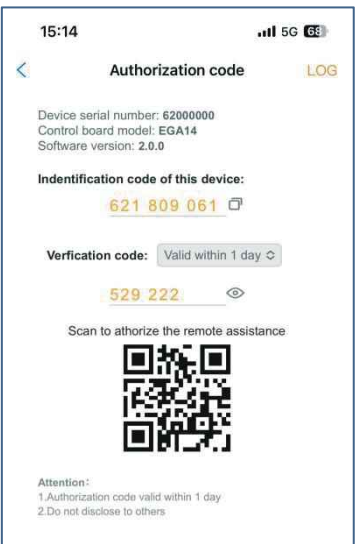 15:14 5G 68
Authorization code LOG
Device serial number: 62000000
Control board model: EGA14
Software version: 2.0.0
Indentification code of this device:
621 809 061
Verfication code: Valid within 1 day
529 222
Scan to athorize the remote assistance
Attention:
1.Authorization code valid within 1 day
2.Do not disclose to others